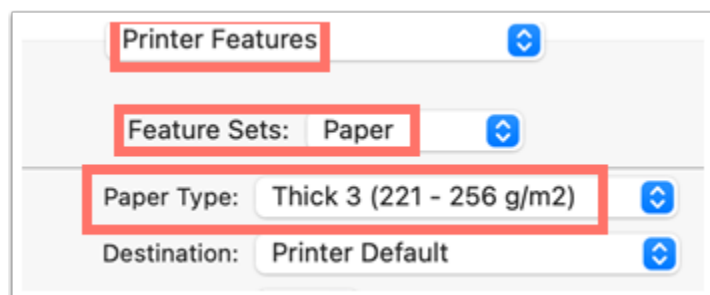 Printer Features
Feature Sets: Paper
Paper Type: Thick 3 (221 - 256 g/m2)
Destination: Printer Default